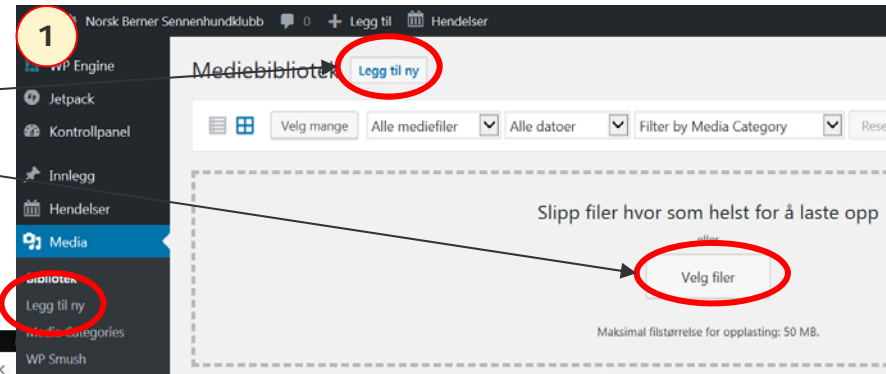 1
Norsk Berner Sennenhundklubb 0 + Legg til Hendelser
WP Engine
Jetpack
Kontrollpanel
Innlegg
Hendelser
Media
Bibliotek
Legg til ny
Media Categories
WP Smush
Mediebibliotek Legg til ny
Velg mange Alle mediefiler Alle datoer Filter by Media Category
Slipp filer hvor som helst for å laste opp
eller
Velg filer
Maksimal filstørrelse for opplasting: 50 MB.